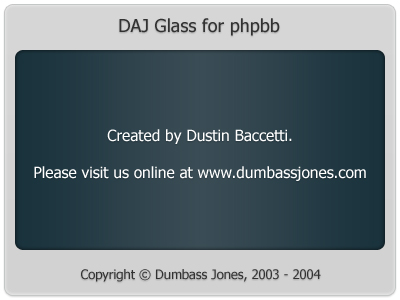 DAJ Glass for phpbb
Created by Dustin Baccetti.
Please visit us online at www.dumbassjones.com
Copyright © Dumbass Jones, 2003 - 2004